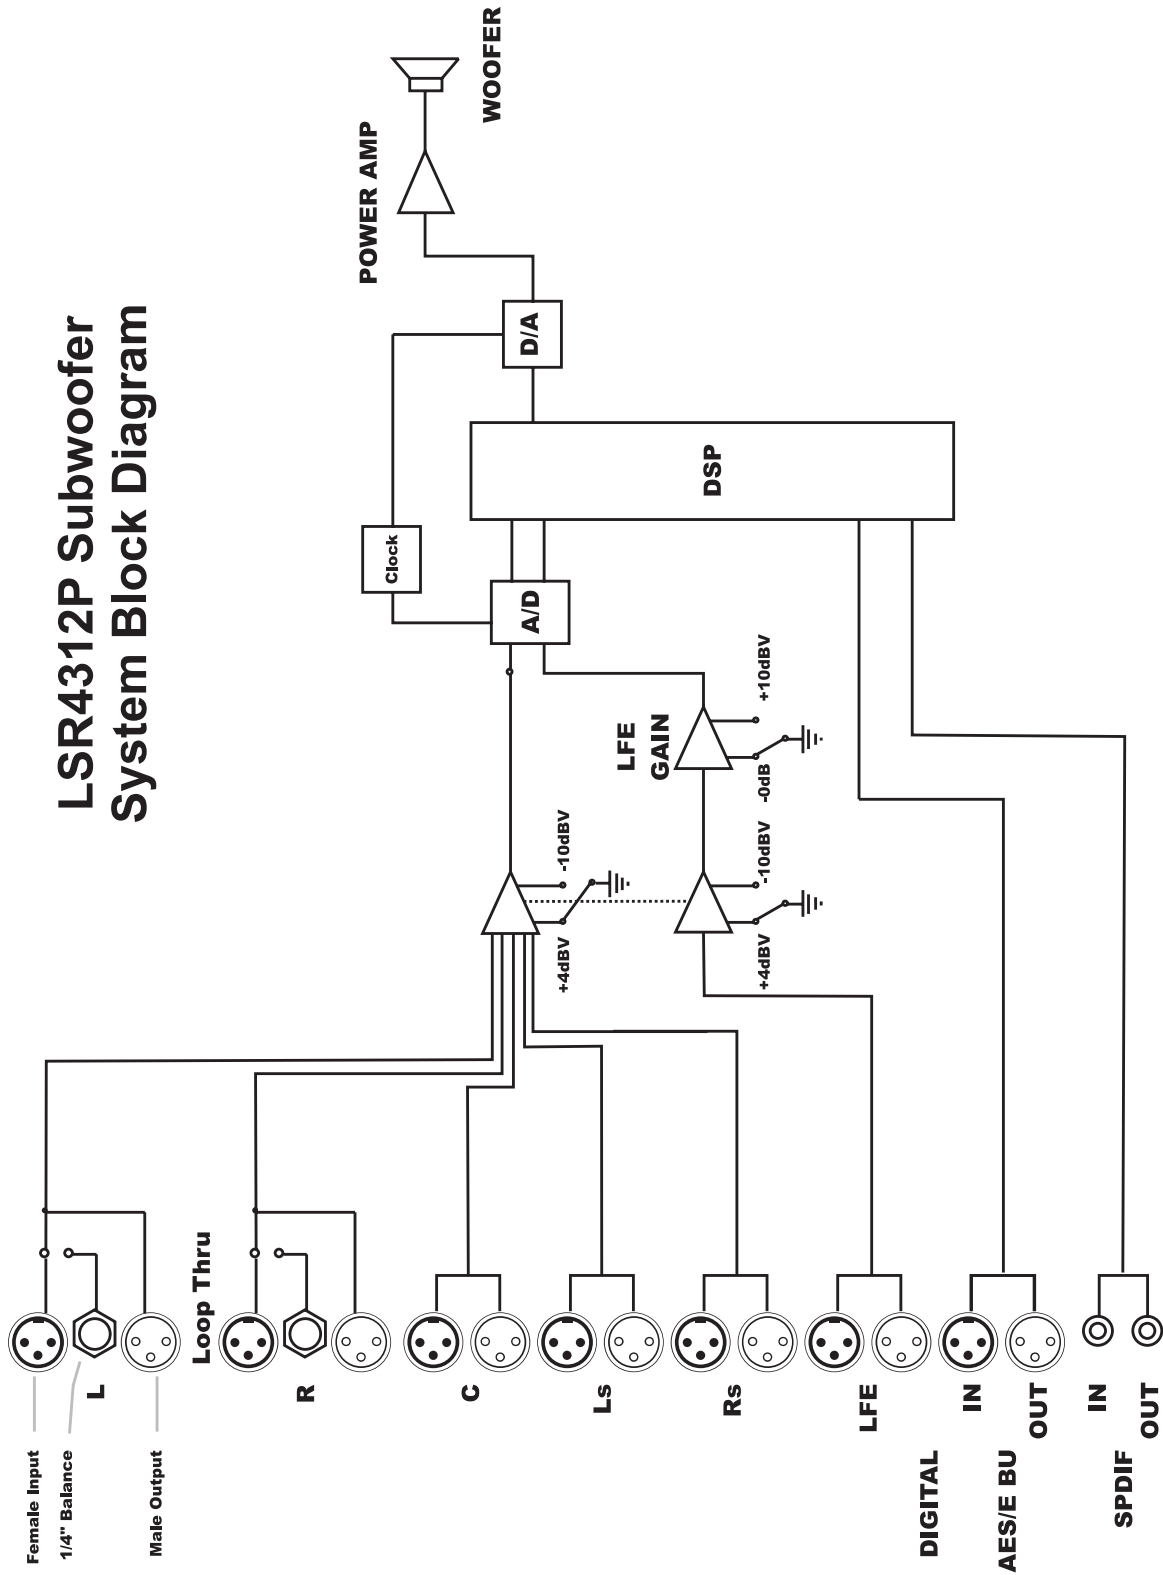 LSR4312P Subwoofer
System Block Diagram
Female Input
1/4" Balance
Male Output
L
Loop Thru
R
C
Ls
Rs
LFE
DIGITAL
AES/E BU
IN
OUT
SPDIF
IN
OUT
+4dBV
-10dBV
+4dBV
-10dBV
LFE
GAIN
-0dB
+10dBV
A/D
Clock
DSP
D/A
POWER AMP
WOOFER